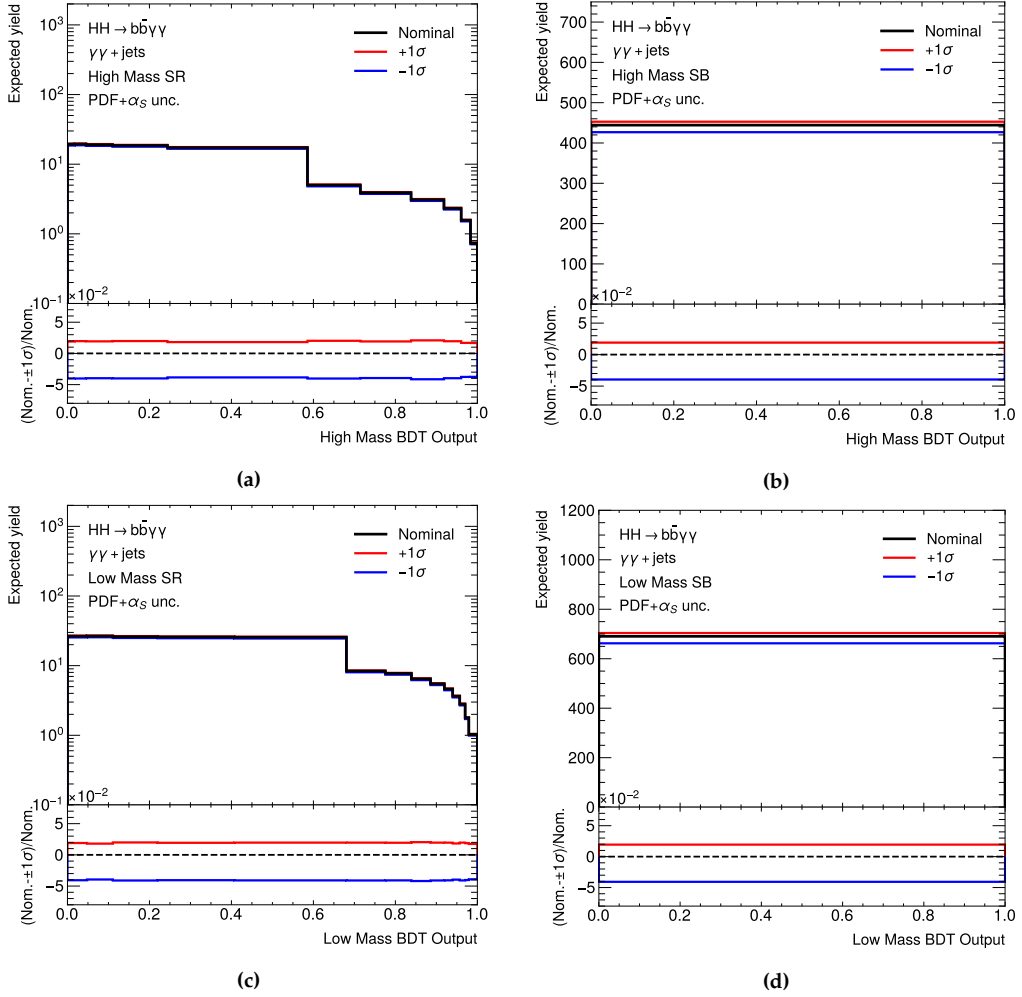 Expected yield
10³
10²
10¹
10⁰
10⁻¹
HH → bb̄γγ
γγ + jets
High Mass SR
PDF+α_S unc.
Nominal
+1σ
−1σ
×10⁻²
(Nom.-±1σ)/Nom.
5
0
−5
0.0 0.2 0.4 0.6 0.8 1.0
High Mass BDT Output
(a)
Expected yield
700
600
500
400
300
200
100
0
HH → bb̄γγ
γγ + jets
High Mass SB
PDF+α_S unc.
Nominal
+1σ
−1σ
×10⁻²
(Nom.-±1σ)/Nom.
5
0
−5
0.0 0.2 0.4 0.6 0.8 1.0
High Mass BDT Output
(b)
Expected yield
10³
10²
10¹
10⁰
10⁻¹
HH → bb̄γγ
γγ + jets
Low Mass SR
PDF+α_S unc.
Nominal
+1σ
−1σ
×10⁻²
(Nom.-±1σ)/Nom.
5
0
−5
0.0 0.2 0.4 0.6 0.8 1.0
Low Mass BDT Output
(c)
Expected yield
1200
1000
800
600
400
200
0
HH → bb̄γγ
γγ + jets
Low Mass SB
PDF+α_S unc.
Nominal
+1σ
−1σ
×10⁻²
(Nom.-±1σ)/Nom.
5
0
−5
0.0 0.2 0.4 0.6 0.8 1.0
Low Mass BDT Output
(d)